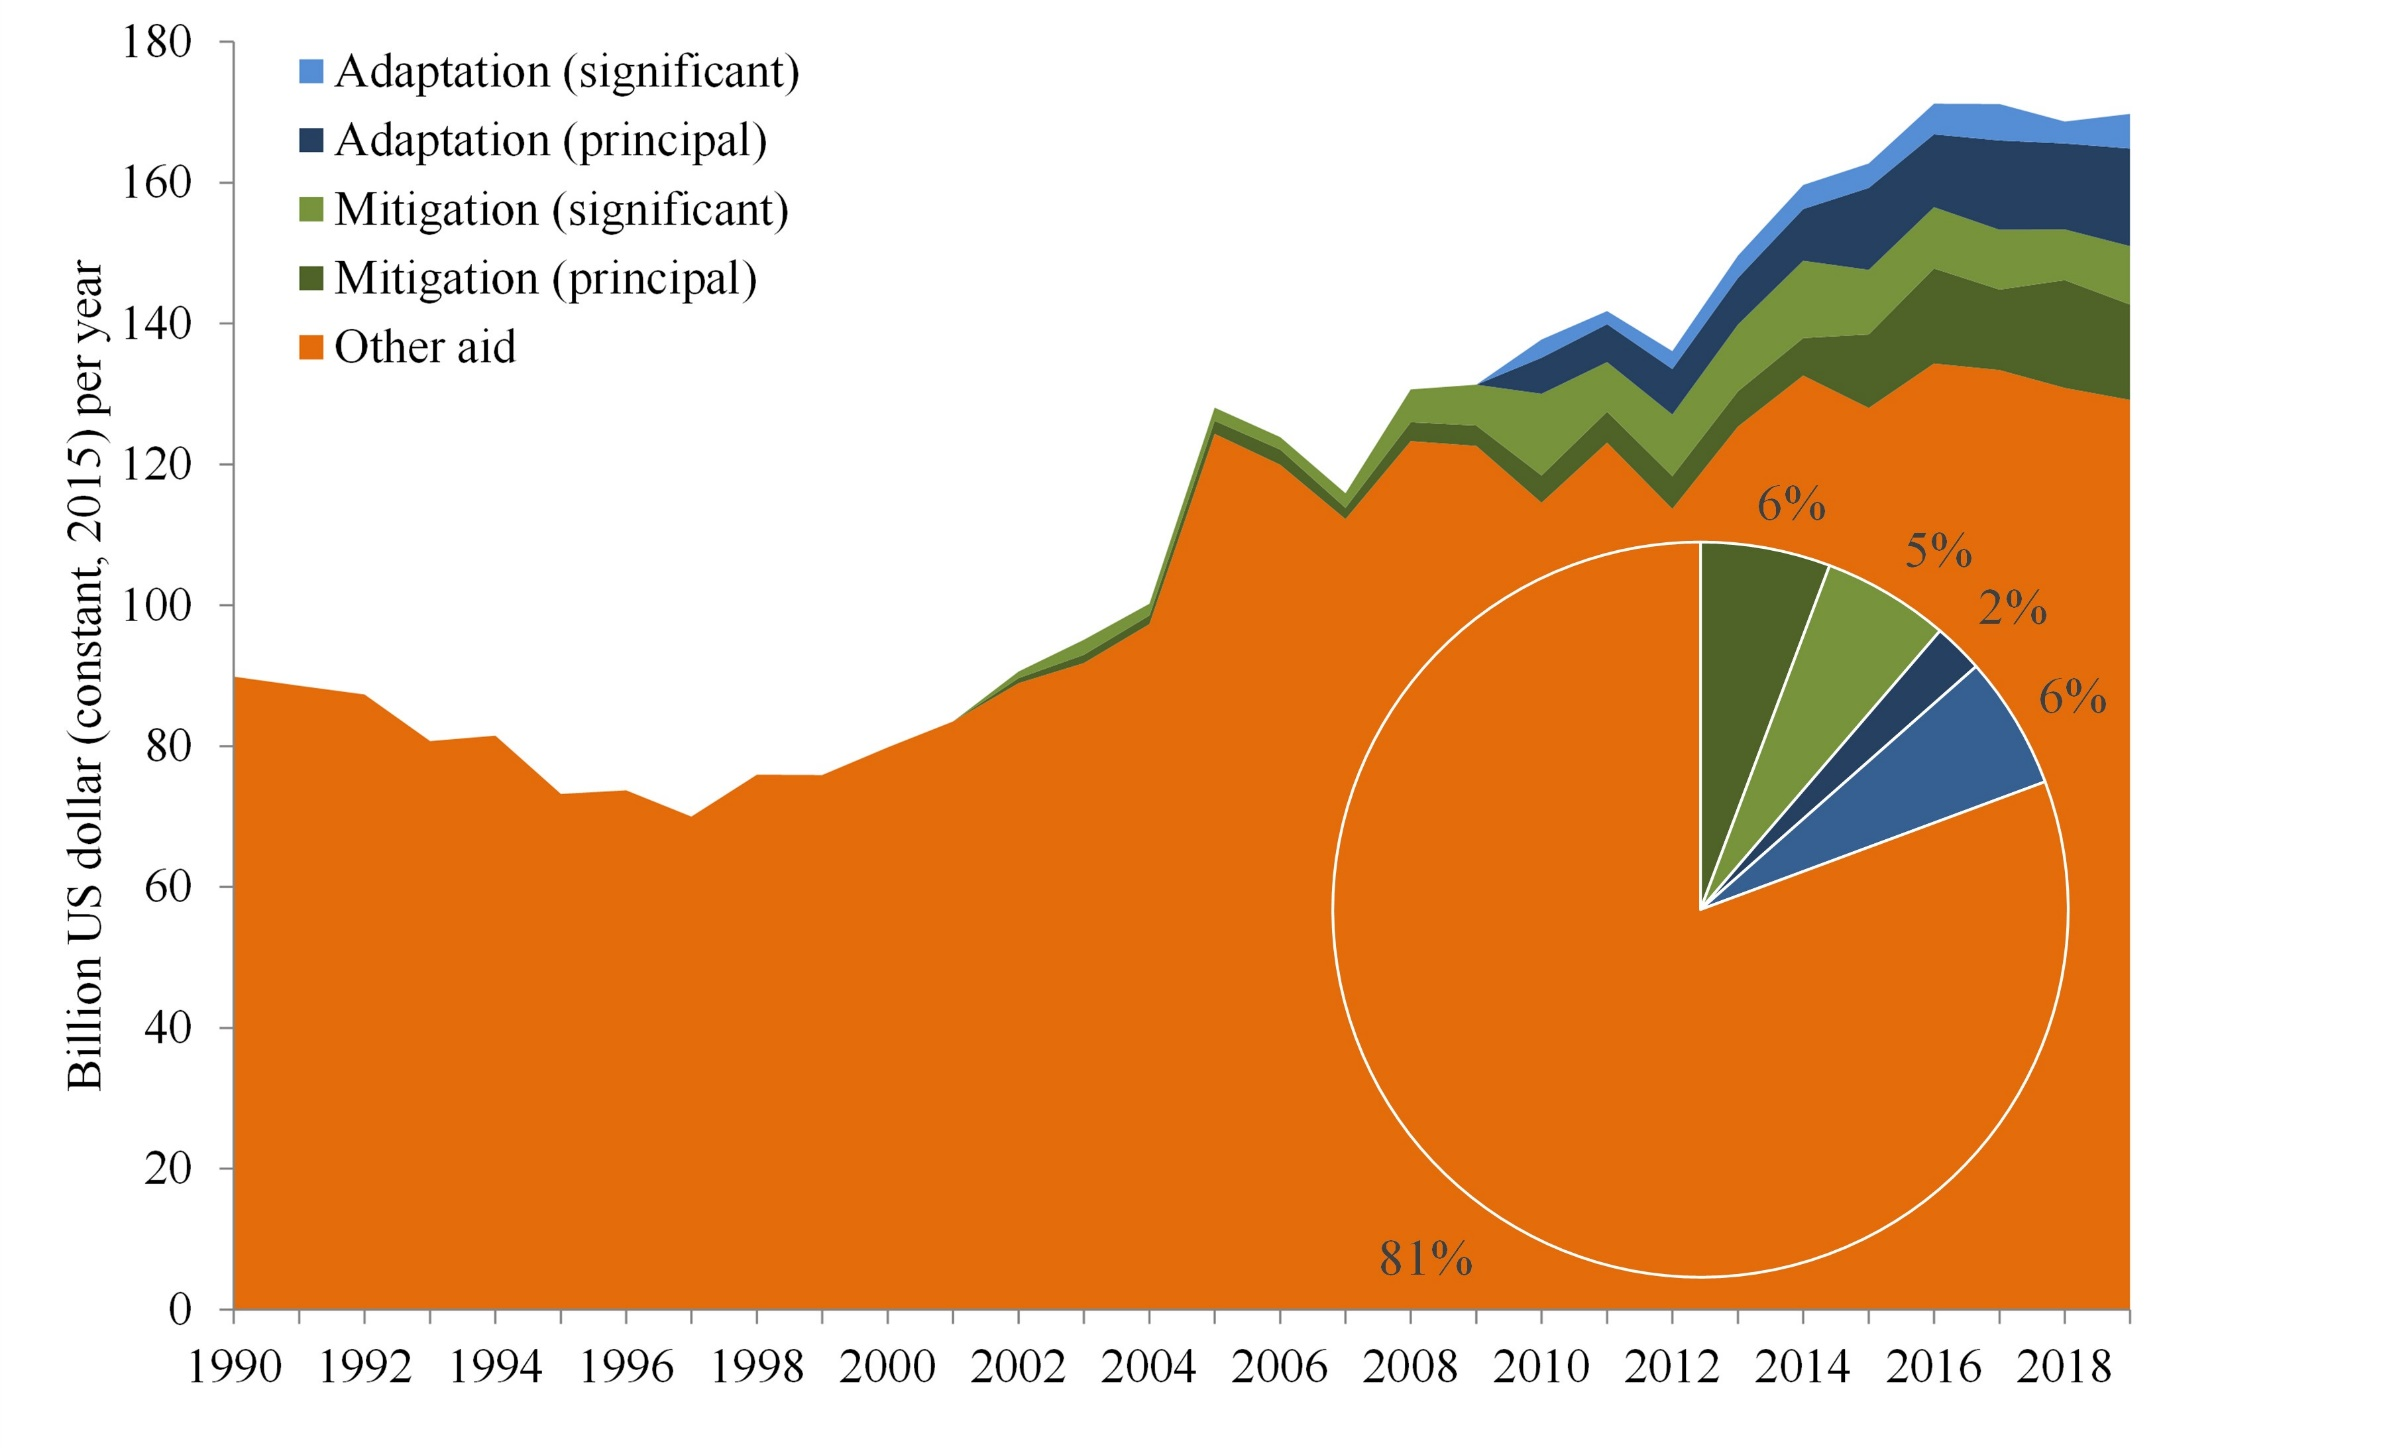 180
160
140
120
100
80
60
40
20
0
Billion US dollar (constant, 2015) per year
Adaptation (significant)
Adaptation (principal)
Mitigation (significant)
Mitigation (principal)
Other aid
6%
5%
2%
6%
81%
1990 1992 1994 1996 1998 2000 2002 2004 2006 2008 2010 2012 2014 2016 2018